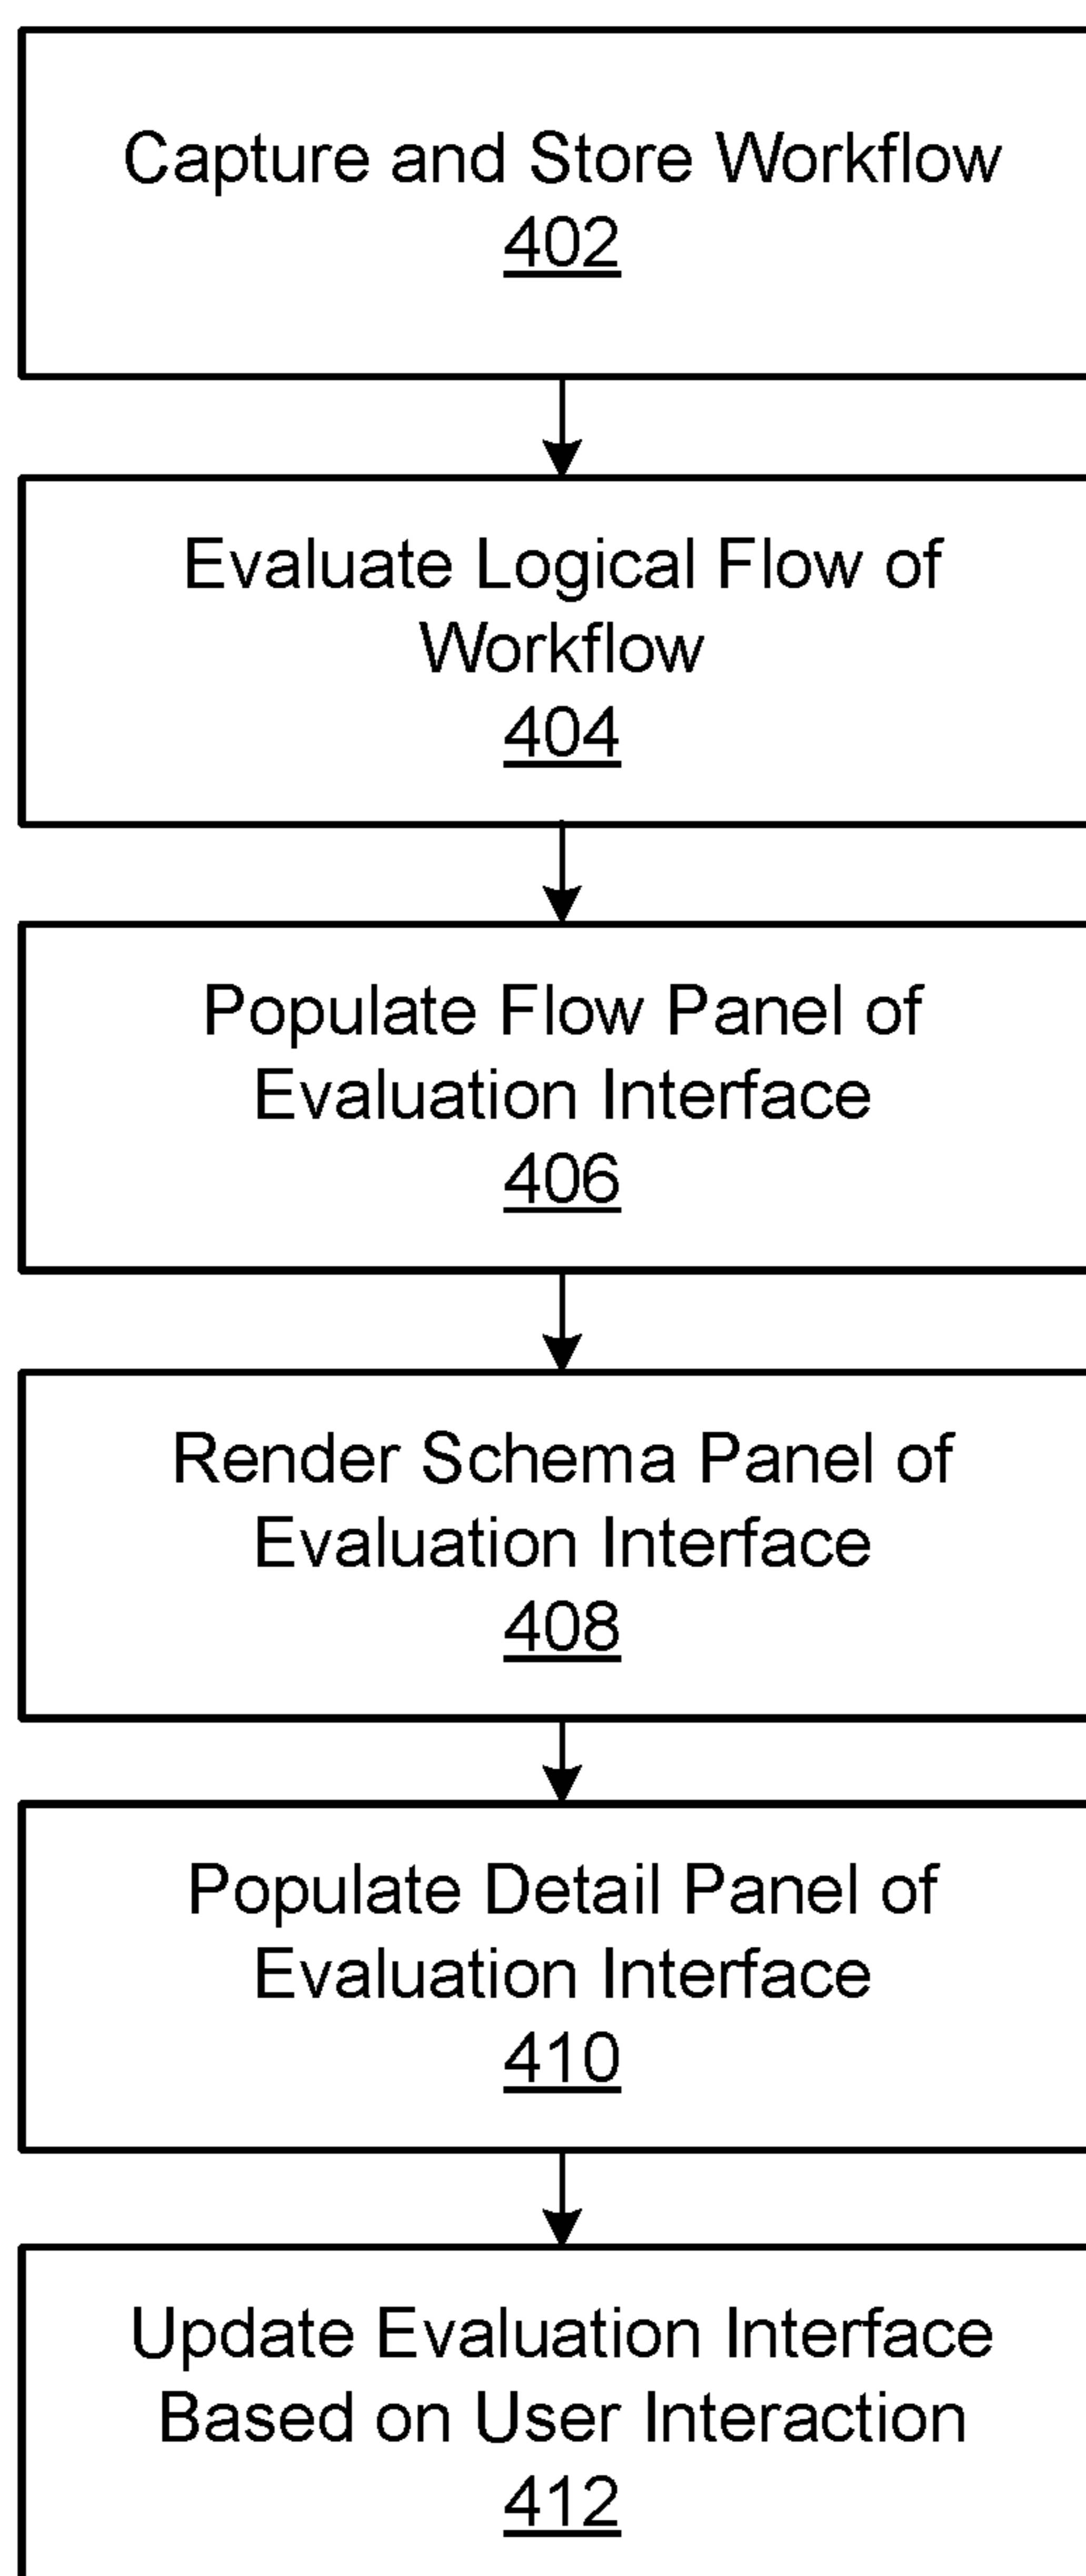 Capture and Store Workflow
402
Evaluate Logical Flow of
Workflow
404
Populate Flow Panel of
Evaluation Interface
406
Render Schema Panel of
Evaluation Interface
408
Populate Detail Panel of
Evaluation Interface
410
Update Evaluation Interface
Based on User Interaction
412